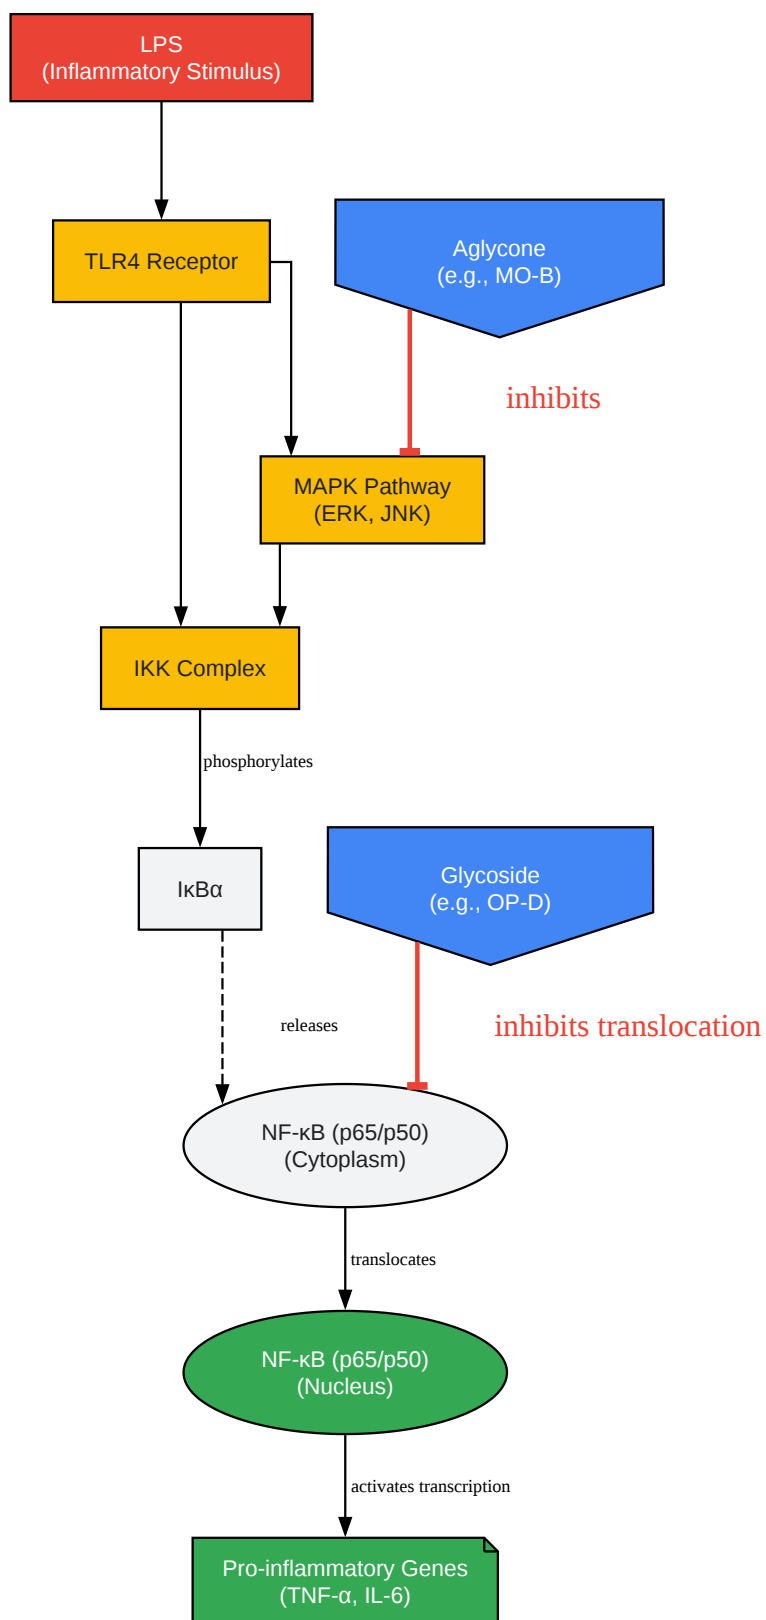 LPS
(Inflammatory Stimulus)
TLR4 Receptor
Aglycone
(e.g., MO-B)
inhibits
MAPK Pathway
(ERK, JNK)
IKK Complex
phosphorylates
IκBα
Glycoside
(e.g., OP-D)
releases
inhibits translocation
NF-κB (p65/p50)
(Cytoplasm)
translocates
NF-κB (p65/p50)
(Nucleus)
activates transcription
Pro-inflammatory Genes
(TNF-α, IL-6)